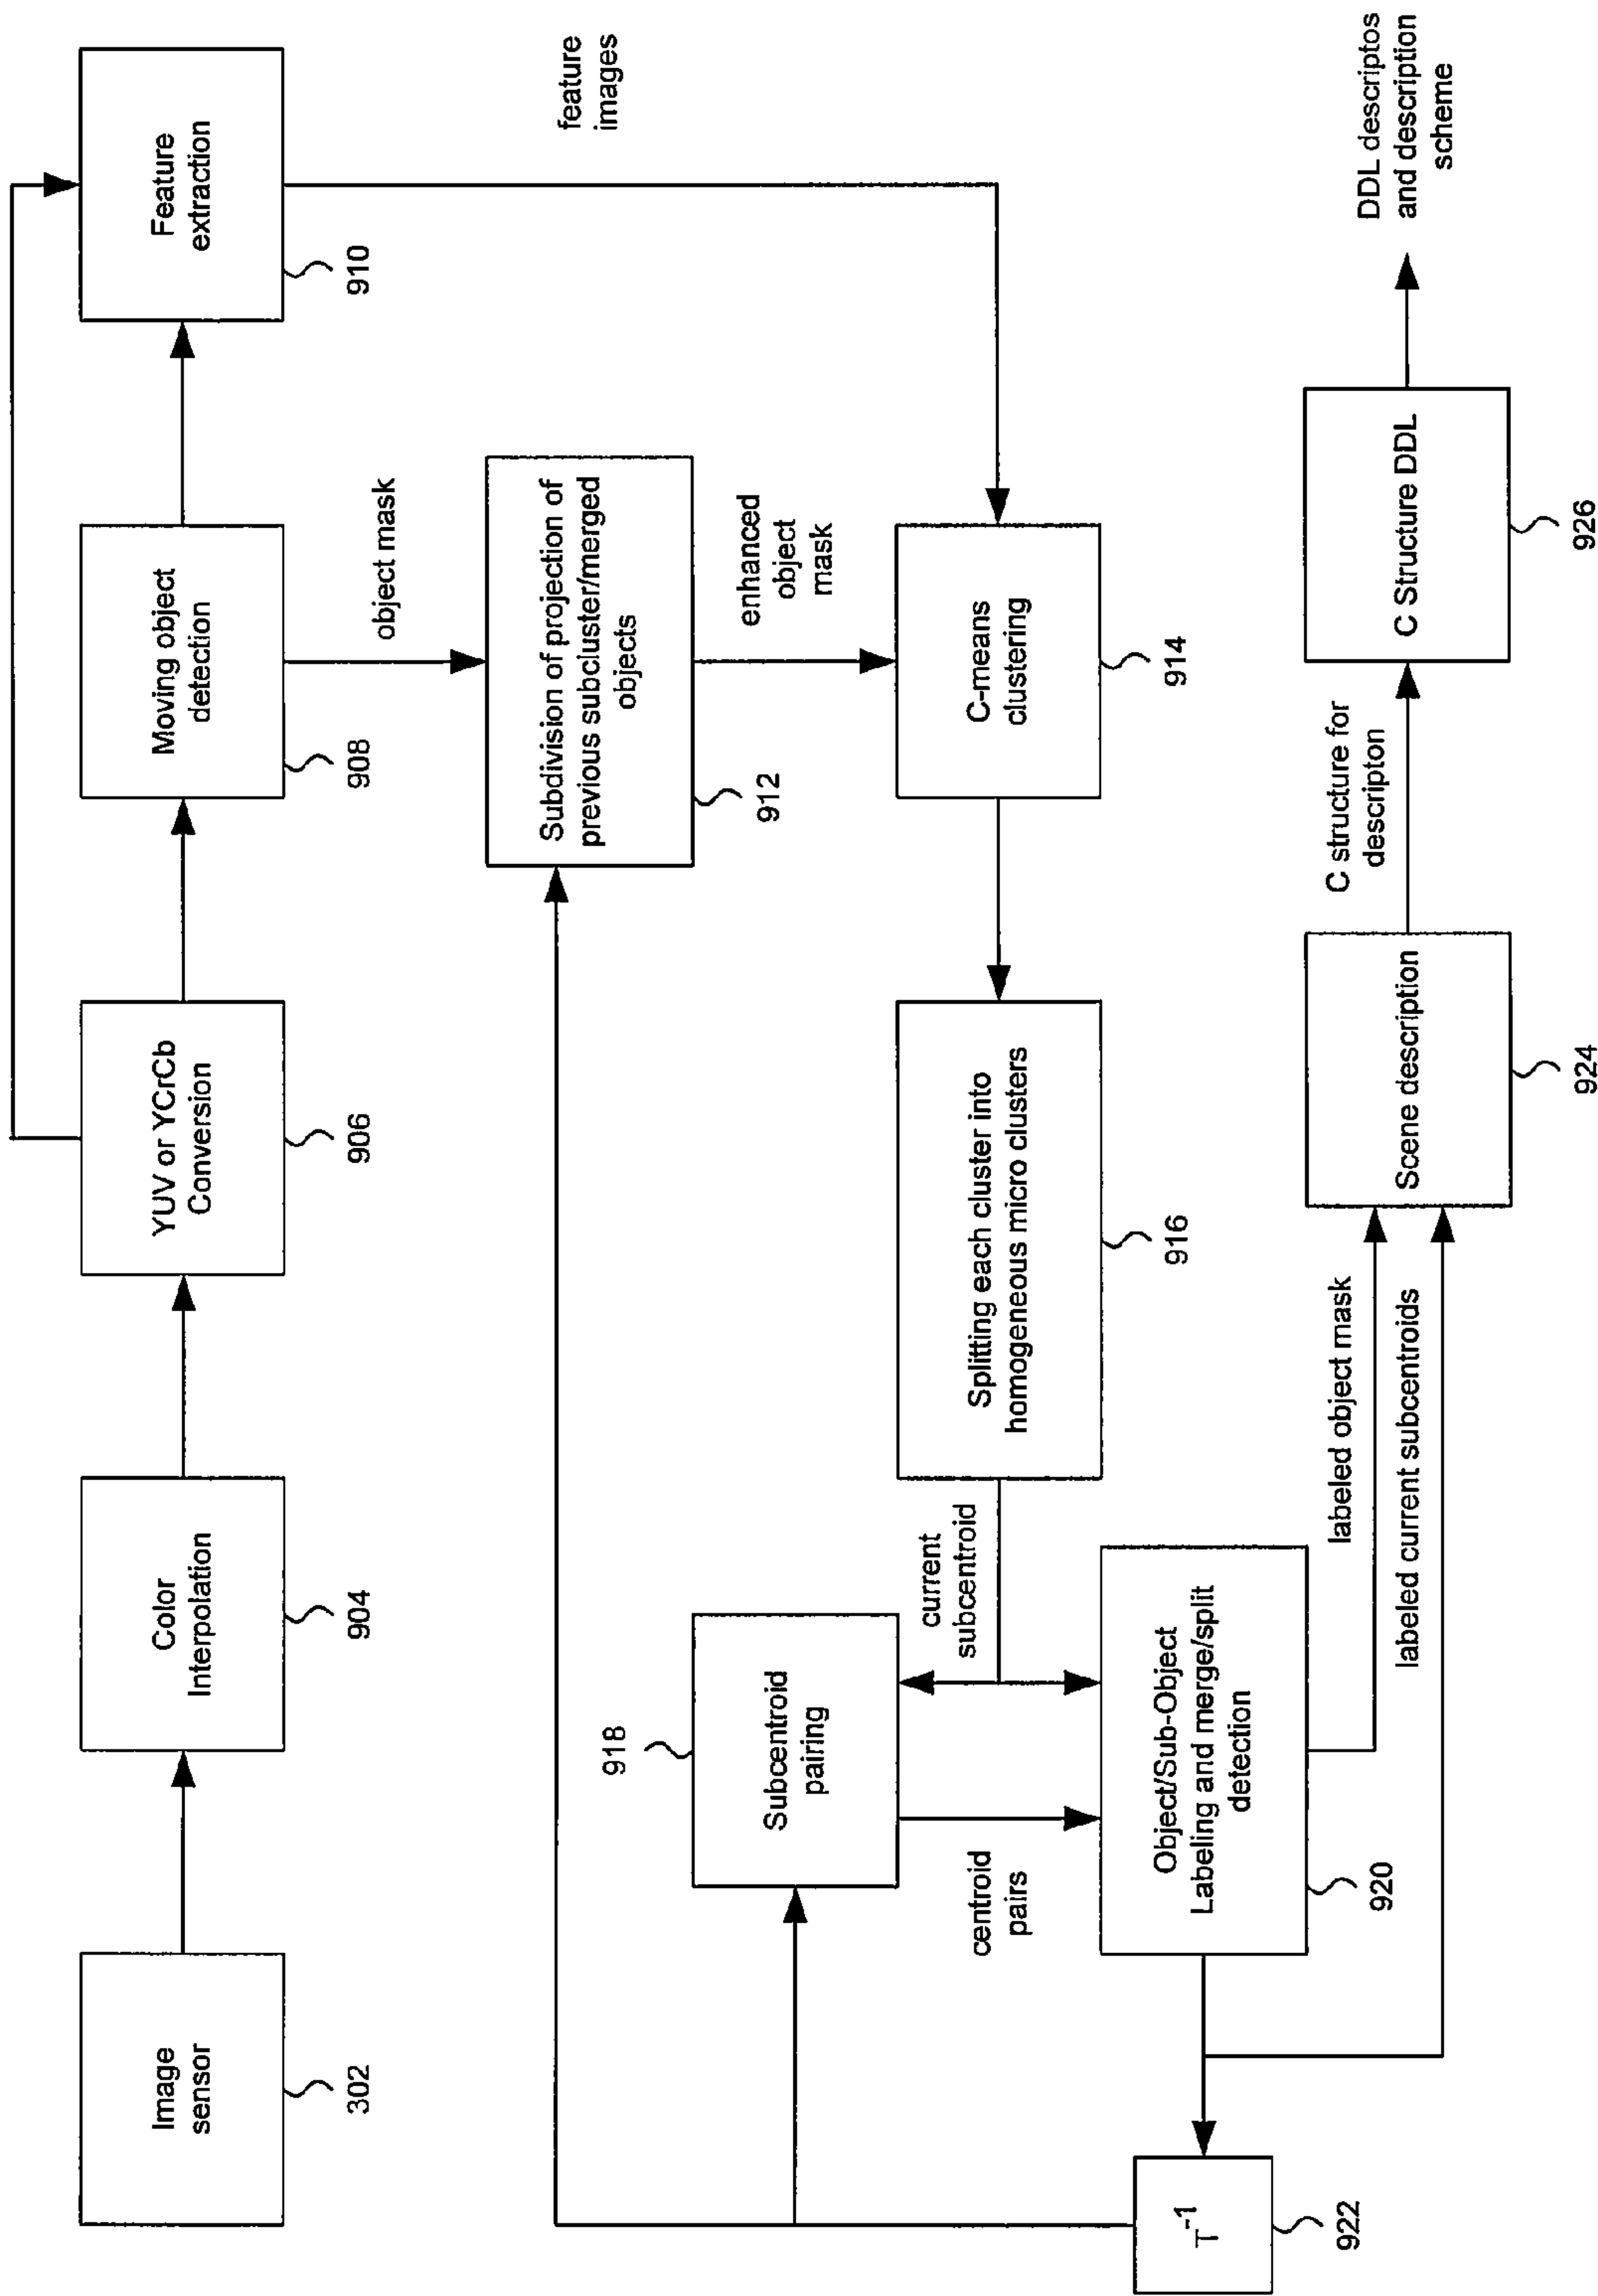 Image
sensor
302
Color
Interpolation
904
YUV or YCrCb
Conversion
906
Moving object
detection
908
Feature
extraction
910
object mask
feature
images
Subdivision of projection of
previous subcluster/merged
objects
912
enhanced
object
mask
C-means
clustering
914
Splitting each cluster into
homogeneous micro clusters
916
current
subcentroid
Subcentroid
pairing
918
centroid
pairs
Object/Sub-Object
Labeling and merge/split
detection
920
T-1
922
labeled object mask
labeled current subcentroids
Scene description
924
C structure for
descripton
C Structure DDL
926
DDL descriptos
and description
scheme